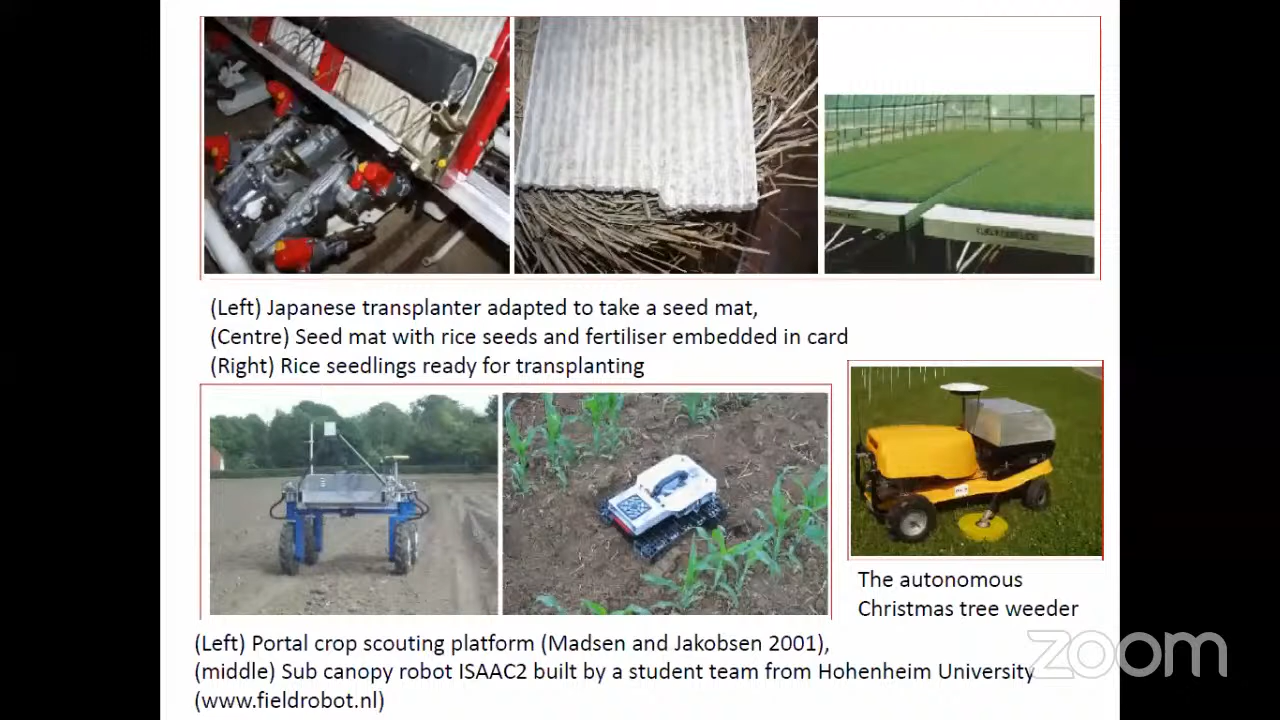 (Left) Japanese transplanter adapted to take a seed mat,
(Centre) Seed mat with rice seeds and fertiliser embedded in card
(Right) Rice seedlings ready for transplanting
The autonomous
Christmas tree weeder
(Left) Portal crop scouting platform (Madsen and Jakobsen 2001),
(middle) Sub canopy robot ISAAC2 built by a student team from Hohenheim University
(www.fieldrobot.nl)
zoom